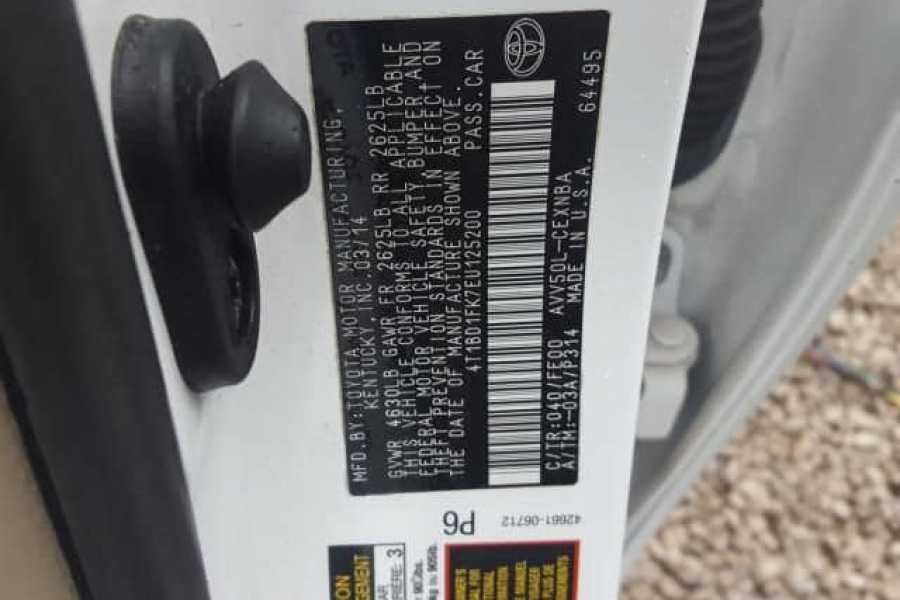 MFD.BY:TOYOTA MOTOR MANUFACTURING,
KENTUCKY,INC.03/14
GVWR 4630LB GAWR FR 2625LB RR 2625LB
THIS VEHICLE CONFORMS TO ALL APPLICABLE
FEDERAL MOTOR VEHICLE SAFETY,BUMPER,AND
THEFT PREVENTION STANDARDS IN EFFECT ON
THE DATE OF MANUFACTURE SHOWN ABOVE.
4T1BD1FK7EU125200 PASS.CAR
C/TR:040/FE00 AVV50L-CEXNBA 64495
A/TM:-03A/P314 MADE IN U.S.A.
42661-06712
P6
3